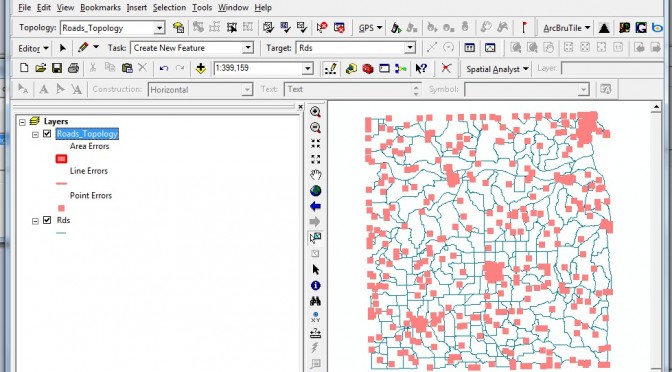 File Edit View Bookmarks Insert Selection Tools Window Help
Topology: Roads_Topology GPS ArcBruTile
Editor Task: Create New Feature Target: Rds
1:399,159 Spatial Analyst Layer:
Construction: Horizontal Text: Text Symbol:
Layers
Roads_Topology
Area Errors
Line Errors
Point Errors
Rds